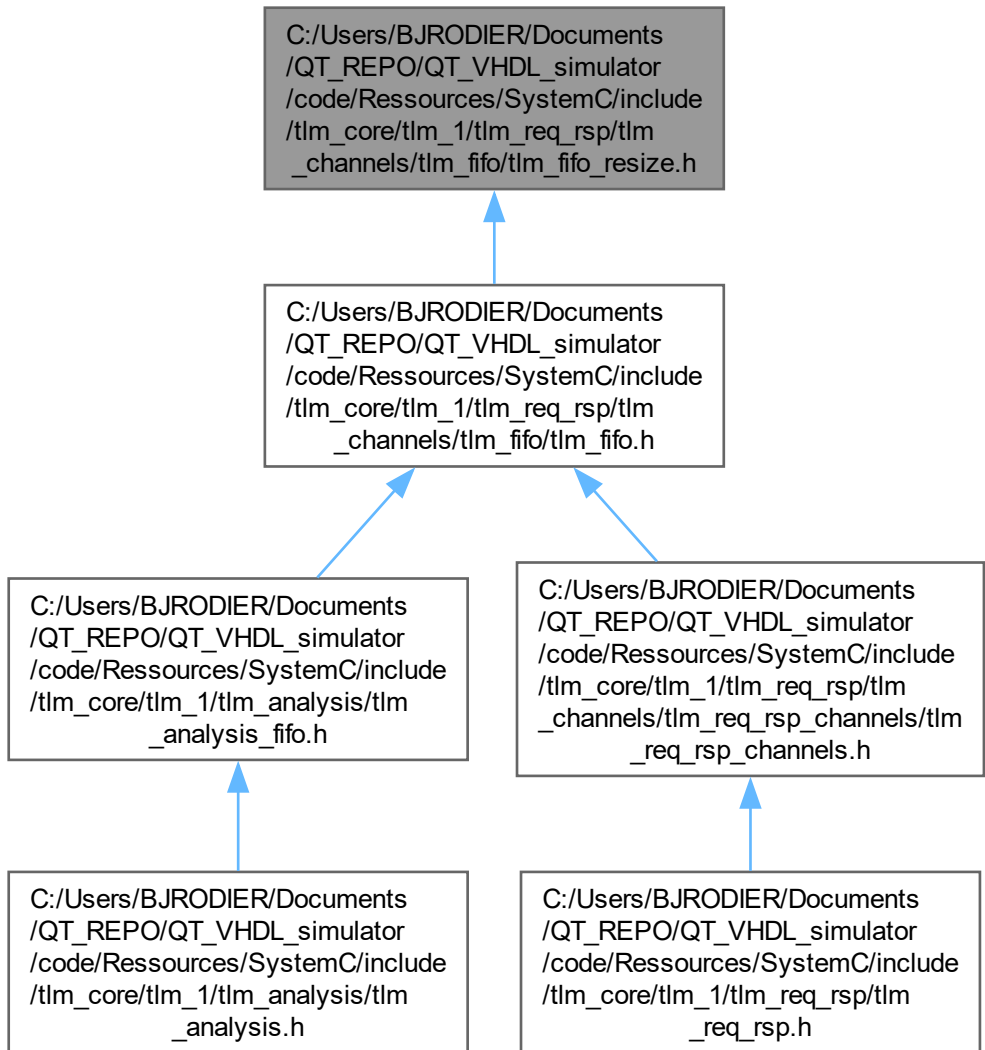 C:/Users/BJRODIER/Documents
/QT_REPO/QT_VHDL_simulator
/code/Ressources/SystemC/include
/tlm_core/tlm_1/tlm_req_rsp/tlm
_channels/tlm_fifo/tlm_fifo_resize.h
C:/Users/BJRODIER/Documents
/QT_REPO/QT_VHDL_simulator
/code/Ressources/SystemC/include
/tlm_core/tlm_1/tlm_req_rsp/tlm
_channels/tlm_fifo/tlm_fifo.h
C:/Users/BJRODIER/Documents
/QT_REPO/QT_VHDL_simulator
/code/Ressources/SystemC/include
/tlm_core/tlm_1/tlm_analysis/tlm
_analysis_fifo.h
C:/Users/BJRODIER/Documents
/QT_REPO/QT_VHDL_simulator
/code/Ressources/SystemC/include
/tlm_core/tlm_1/tlm_req_rsp/tlm
_channels/tlm_req_rsp_channels/tlm
_req_rsp_channels.h
C:/Users/BJRODIER/Documents
/QT_REPO/QT_VHDL_simulator
/code/Ressources/SystemC/include
/tlm_core/tlm_1/tlm_analysis/tlm
_analysis.h
C:/Users/BJRODIER/Documents
/QT_REPO/QT_VHDL_simulator
/code/Ressources/SystemC/include
/tlm_core/tlm_1/tlm_req_rsp/tlm
_req_rsp.h